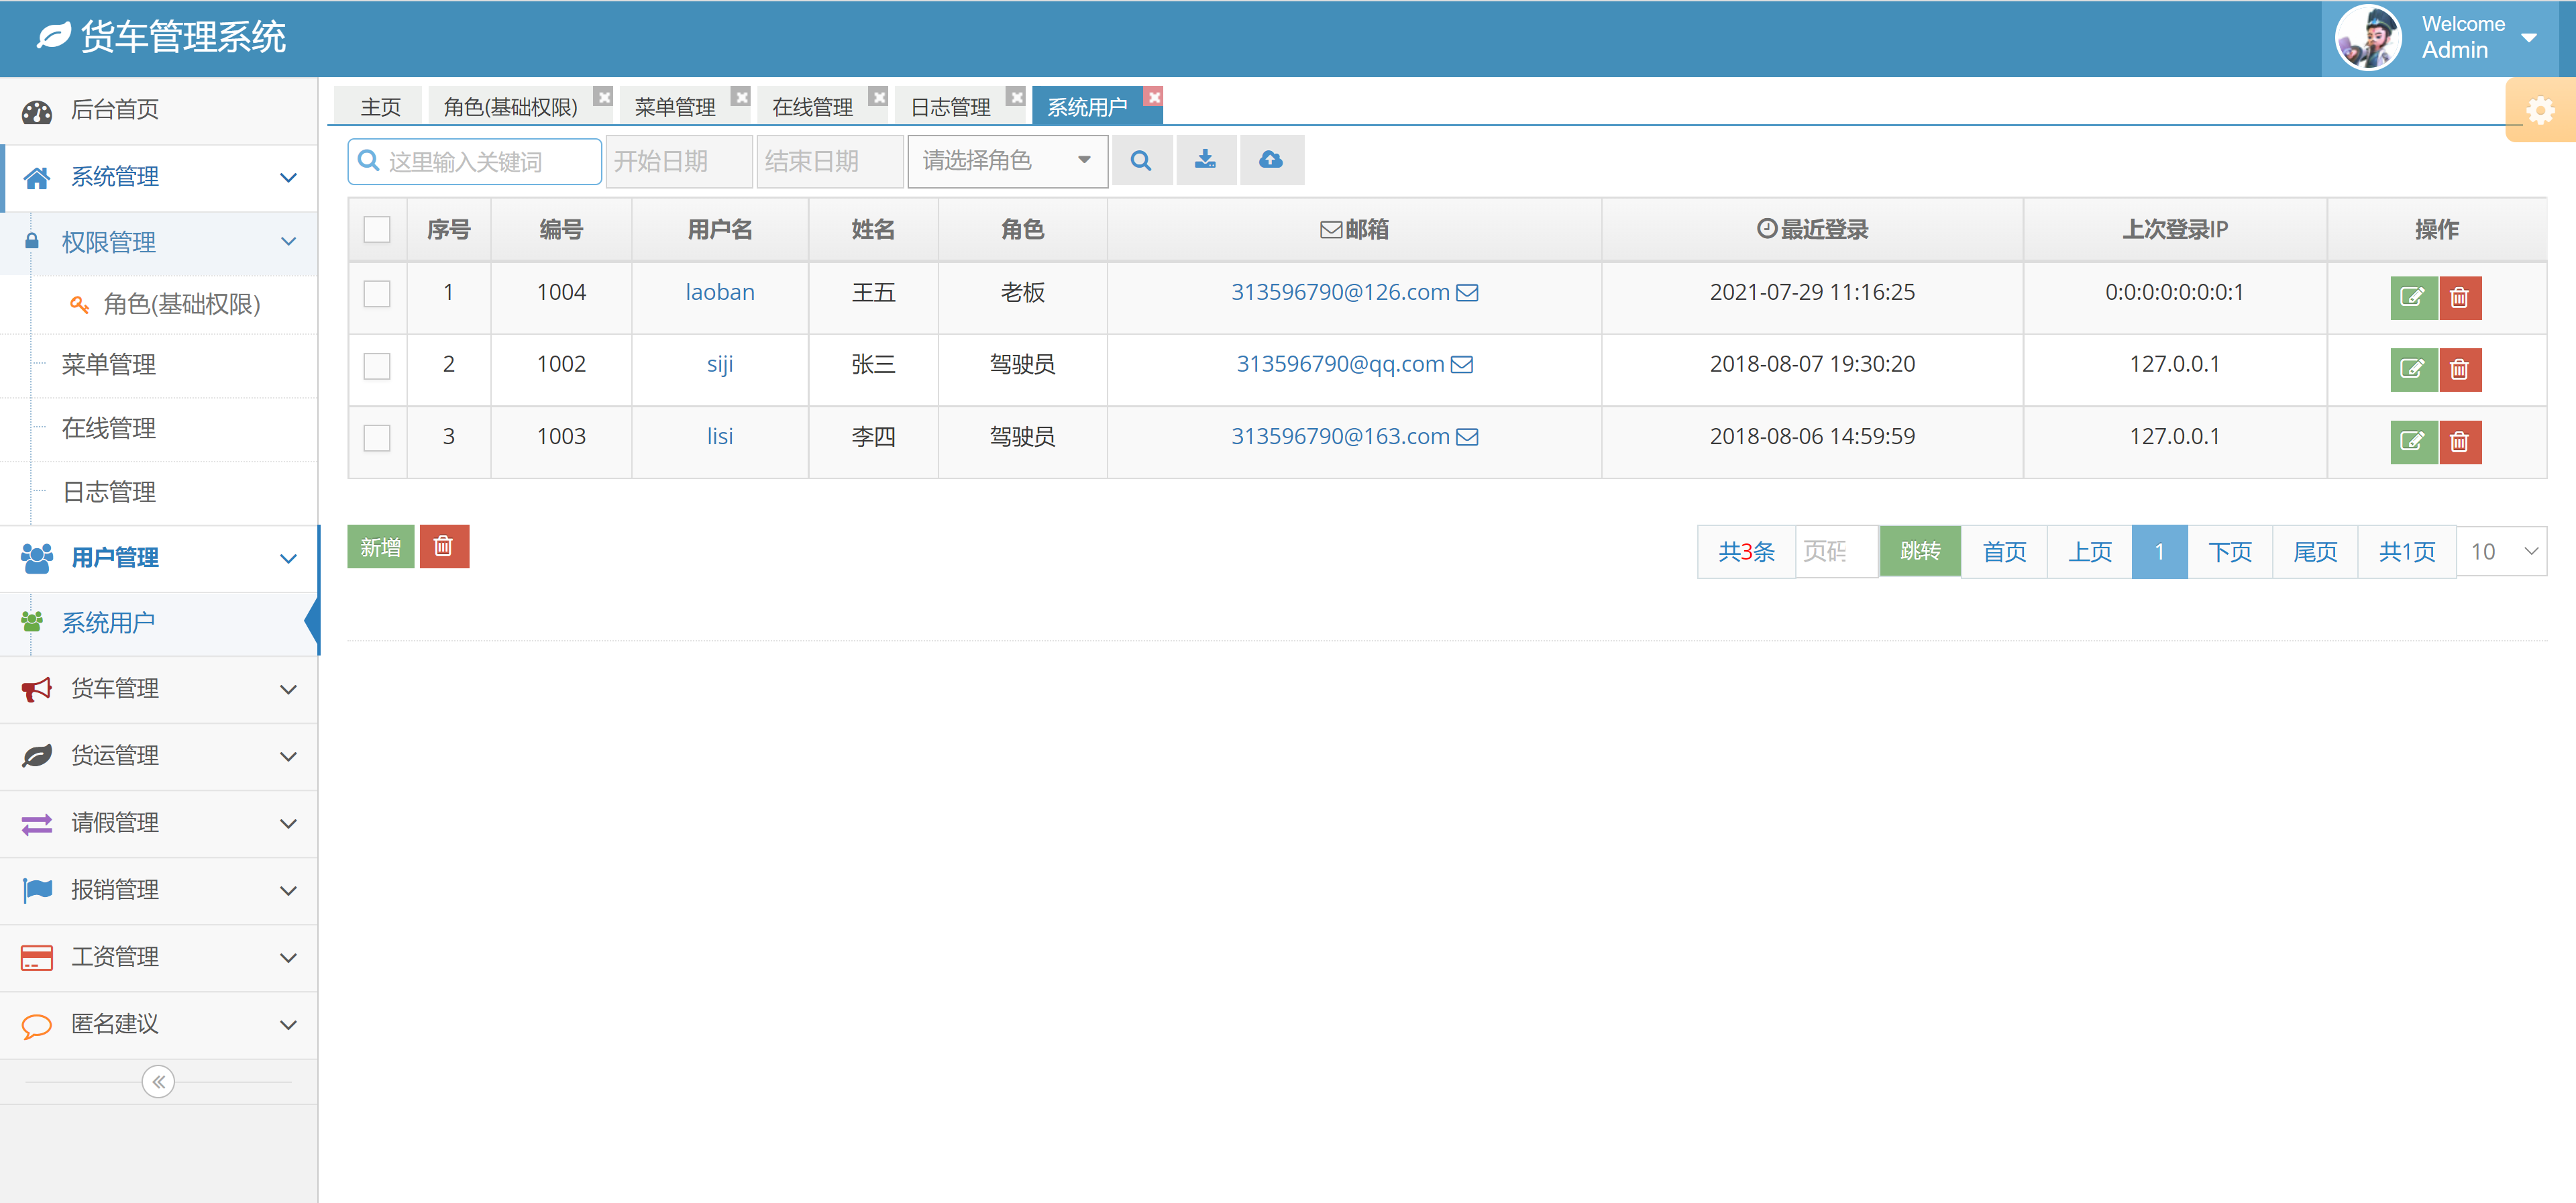 货车管理系统
Welcome
Admin
后台首页
系统管理
权限管理
角色(基础权限)
菜单管理
在线管理
日志管理
用户管理
系统用户
货车管理
货运管理
请假管理
报销管理
工资管理
匿名建议
主页 角色(基础权限) 菜单管理 在线管理 日志管理 系统用户
这里输入关键词 开始日期 结束日期 请选择角色
序号 编号 用户名 姓名 角色 邮箱 最近登录 上次登录IP 操作
1 1004 laoban 王五 老板 313596790@126.com 2021-07-29 11:16:25 0:0:0:0:0:0:0:1
2 1002 siji 张三 驾驶员 313596790@qq.com 2018-08-07 19:30:20 127.0.0.1
3 1003 lisi 李四 驾驶员 313596790@163.com 2018-08-06 14:59:59 127.0.0.1
新增
共3条 页码 跳转 首页 上页 1 下页 尾页 共1页 10